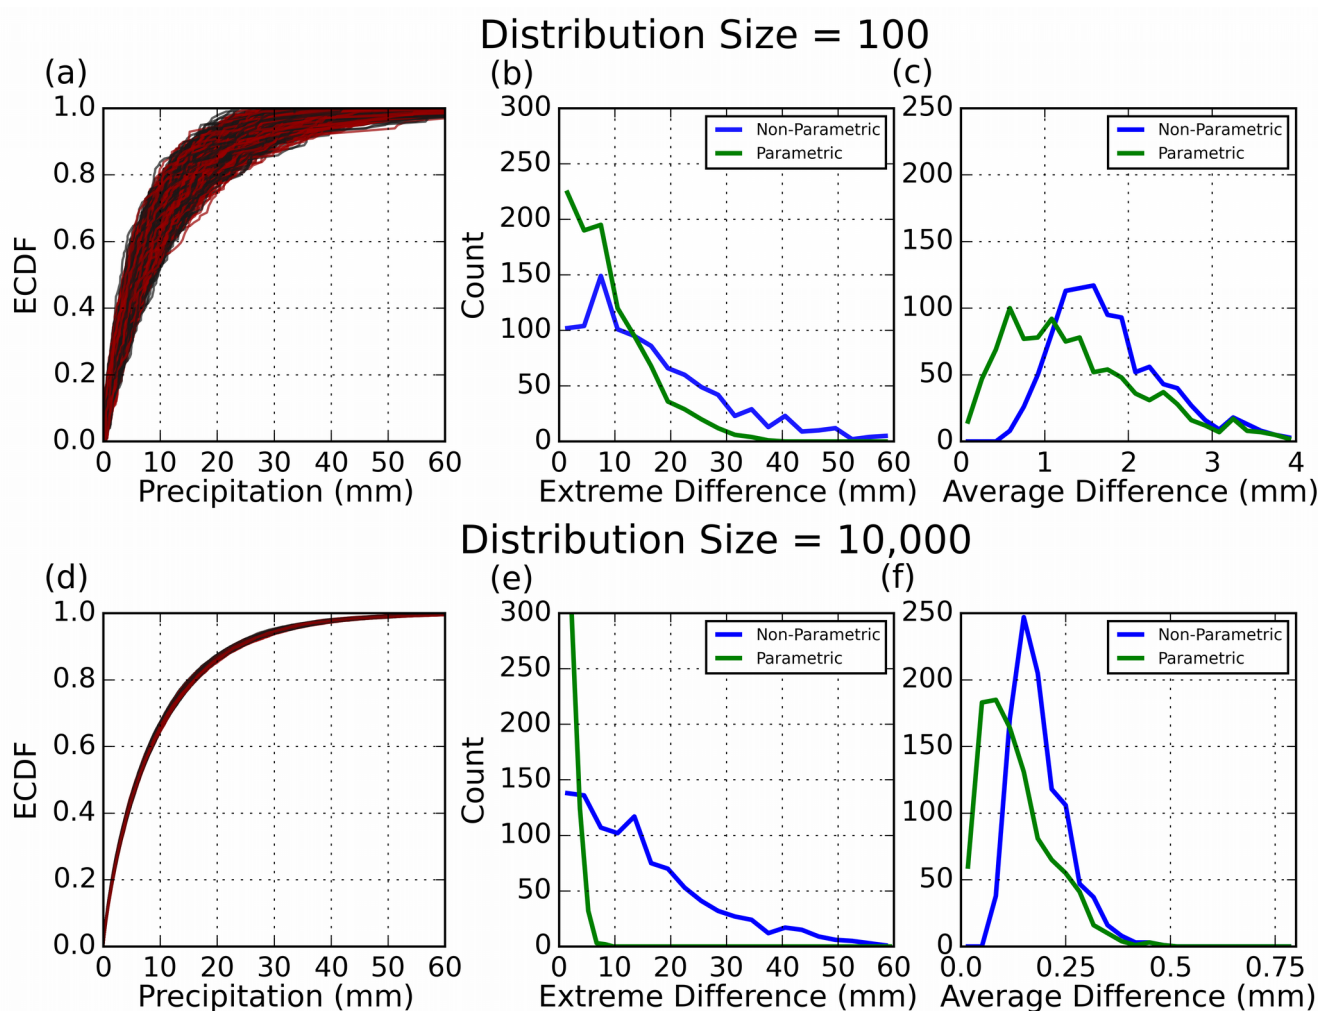 Distribution Size = 100
(a)
(b)
(c)
1.0
0.8
0.6
0.4
0.2
0.0
ECDF
0 10 20 30 40 50 60
Precipitation (mm)
300
250
200
150
100
50
0
Count
Non-Parametric
Parametric
0 10 20 30 40 50 60
Extreme Difference (mm)
250
200
150
100
50
0
Non-Parametric
Parametric
0 1 2 3 4
Average Difference (mm)
Distribution Size = 10,000
(d)
(e)
(f)
1.0
0.8
0.6
0.4
0.2
0.0
ECDF
0 10 20 30 40 50 60
Precipitation (mm)
300
250
200
150
100
50
0
Count
Non-Parametric
Parametric
0 10 20 30 40 50 60
Extreme Difference (mm)
250
200
150
100
50
0
Non-Parametric
Parametric
0.0 0.25 0.5 0.75
Average Difference (mm)